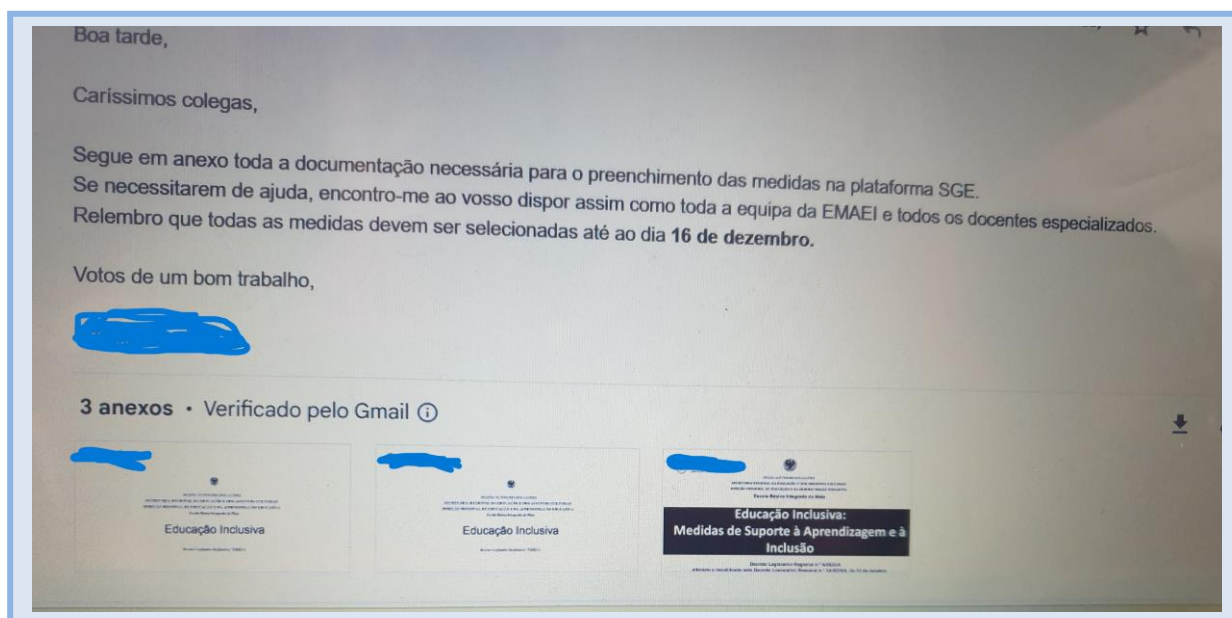 Boa tarde,
Caríssimos colegas,
Segue em anexo toda a documentação necessária para o preenchimento das medidas na plataforma SGE.
Se necessitarem de ajuda, encontro-me ao vosso dispor assim como toda a equipa da EMAEI e todos os docentes especializados.
Relembro que todas as medidas devem ser selecionadas até ao dia 16 de dezembro.
Votos de um bom trabalho,
3 anexos • Verificado pelo Gmail
Educação Inclusiva
Educação Inclusiva
Educação Inclusiva:
Medidas de Suporte à Aprendizagem e à
Inclusão